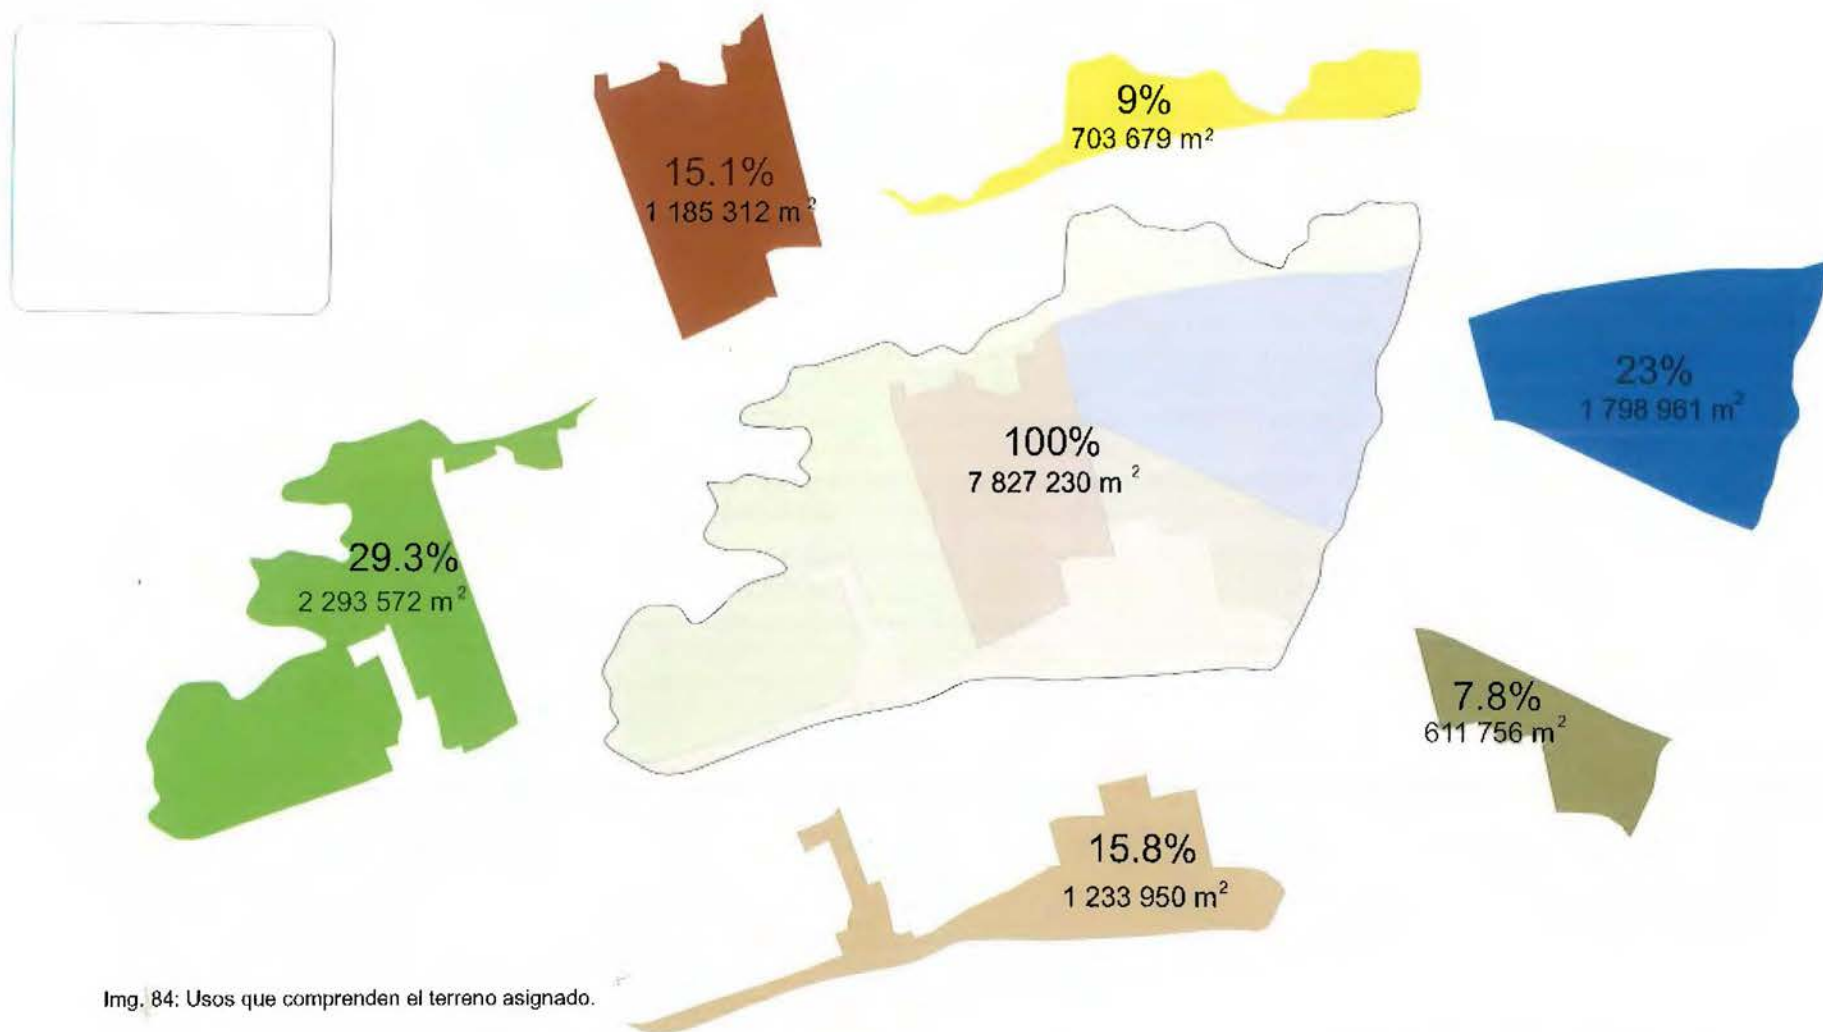 9%
703 679 m²
15.1%
1 185 312 m²
23%
1 798 961 m²
100%
7 827 230 m²
29.3%
2 293 572 m²
7.8%
611 756 m²
15.8%
1 233 950 m²
Img. 84: Usos que comprenden el terreno asignado.